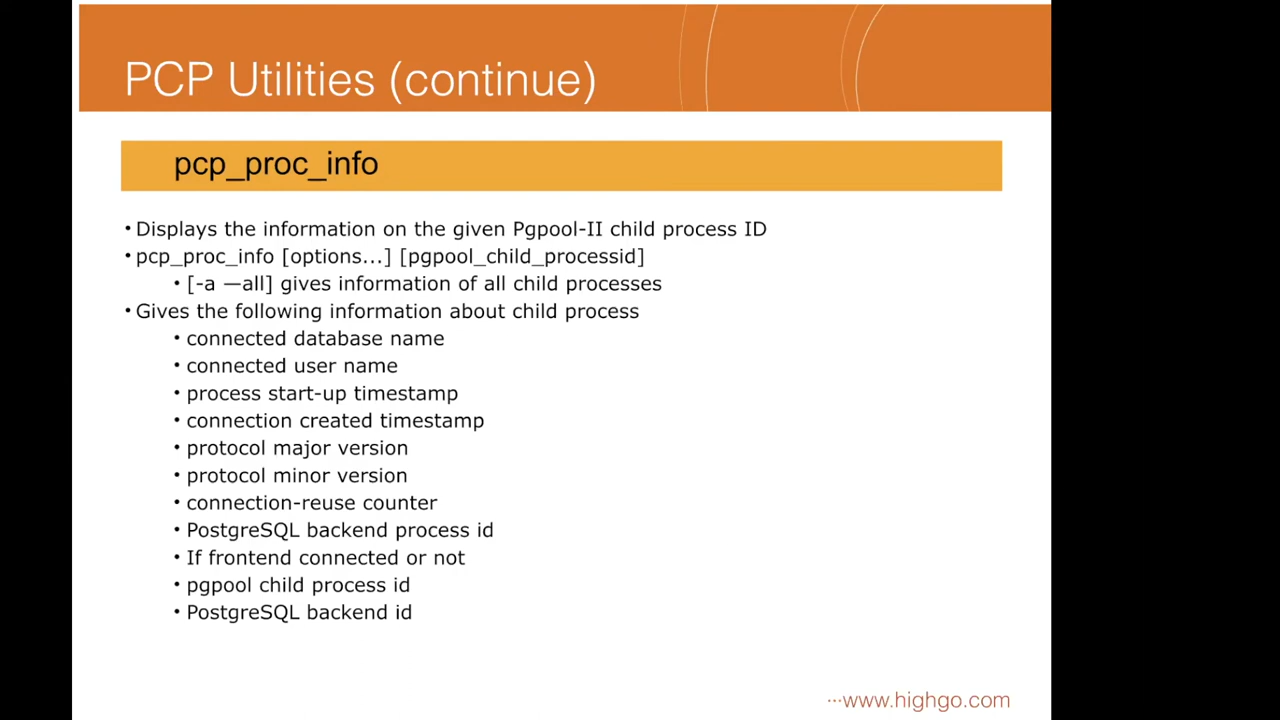 PCP Utilities (continue)
pcp_proc_info
• Displays the information on the given Pgpool-II child process ID
• pcp_proc_info [options...] [pgpool_child_processid]
• [-a —all] gives information of all child processes
• Gives the following information about child process
• connected database name
• connected user name
• process start-up timestamp
• connection created timestamp
• protocol major version
• protocol minor version
• connection-reuse counter
• PostgreSQL backend process id
• If frontend connected or not
• pgpool child process id
• PostgreSQL backend id
···www.highgo.com